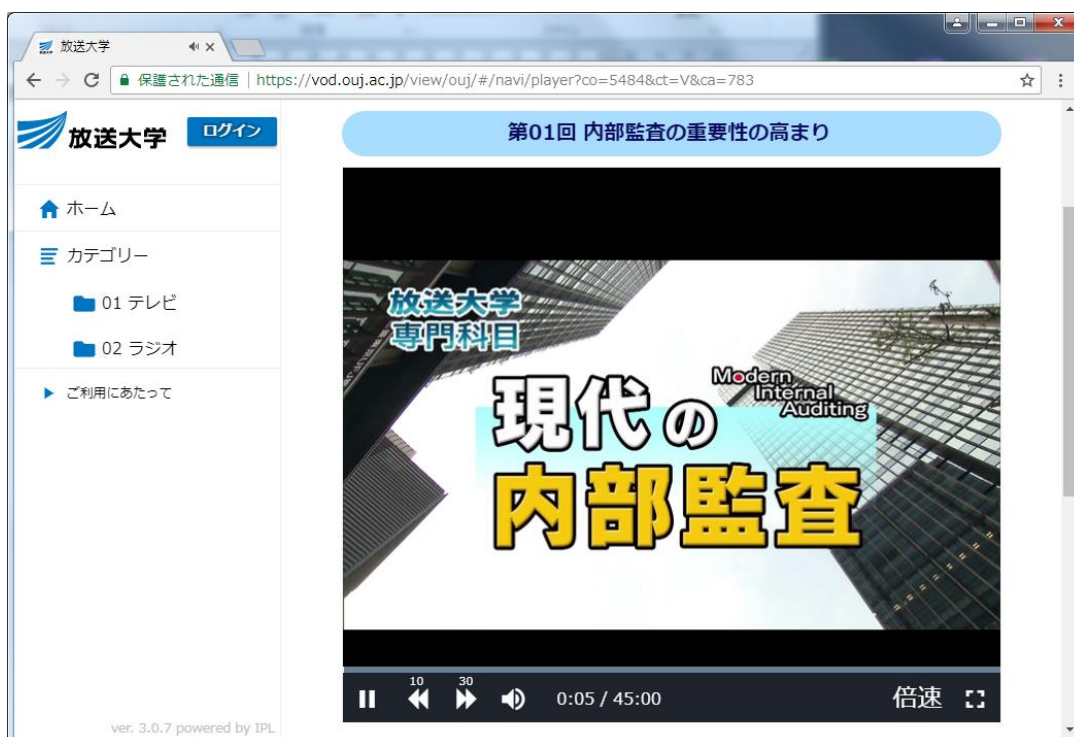 放送大学
保護された通信 | https://vod.ouj.ac.jp/view/ouj/#/navi/player?co=5484&ct=V&ca=783
放送大学
ログイン
ホーム
カテゴリー
01 テレビ
02 ラジオ
ご利用にあたって
ver. 3.0.7 powered by IPL
第01回 内部監査の重要性の高まり
放送大学
専門科目
Modern
Internal
Auditing
現代の
内部監査
10
30
0:05 / 45:00
倍速